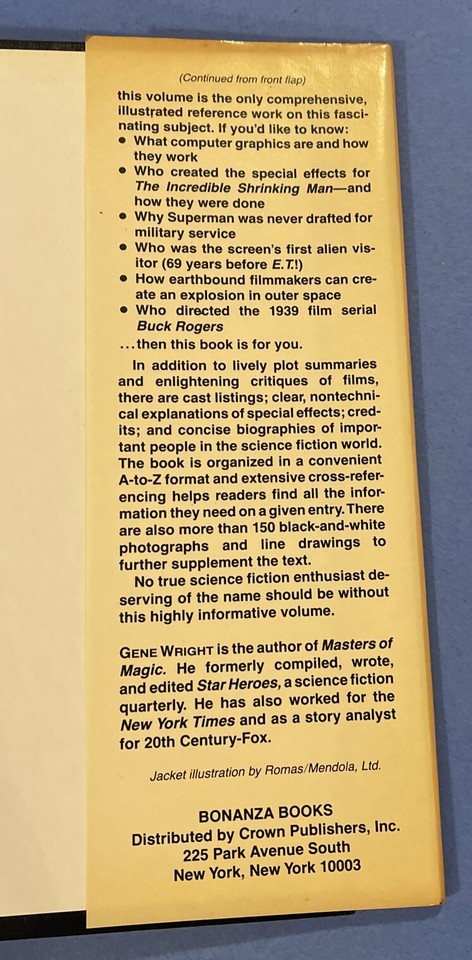 (Continued from front flap)
this volume is the only comprehensive,
illustrated reference work on this fasci-
nating subject. If you'd like to know:
● What computer graphics are and how
they work
● Who created the special effects for
The Incredible Shrinking Man—and
how they were done
● Why Superman was never drafted for
military service
● Who was the screen's first alien vis-
itor (69 years before E.T.!)
● How earthbound filmmakers can cre-
ate an explosion in outer space
● Who directed the 1939 film serial
Buck Rogers
...then this book is for you.
In addition to lively plot summaries
and enlightening critiques of films,
there are cast listings; clear, nontechni-
cal explanations of special effects; cred-
its; and concise biographies of impor-
tant people in the science fiction world.
The book is organized in a convenient
A-to-Z format and extensive cross-refer-
encing helps readers find all the infor-
mation they need on a given entry. There
are also more than 150 black-and-white
photographs and line drawings to
further supplement the text.
No true science fiction enthusiast de-
serving of the name should be without
this highly informative volume.
GENE WRIGHT is the author of Masters of
Magic. He formerly compiled, wrote,
and edited Star Heroes, a science fiction
quarterly. He has also worked for the
New York Times and as a story analyst
for 20th Century-Fox.
Jacket illustration by Romas/Mendola, Ltd.
BONANZA BOOKS
Distributed by Crown Publishers, Inc.
225 Park Avenue South
New York, New York 10003